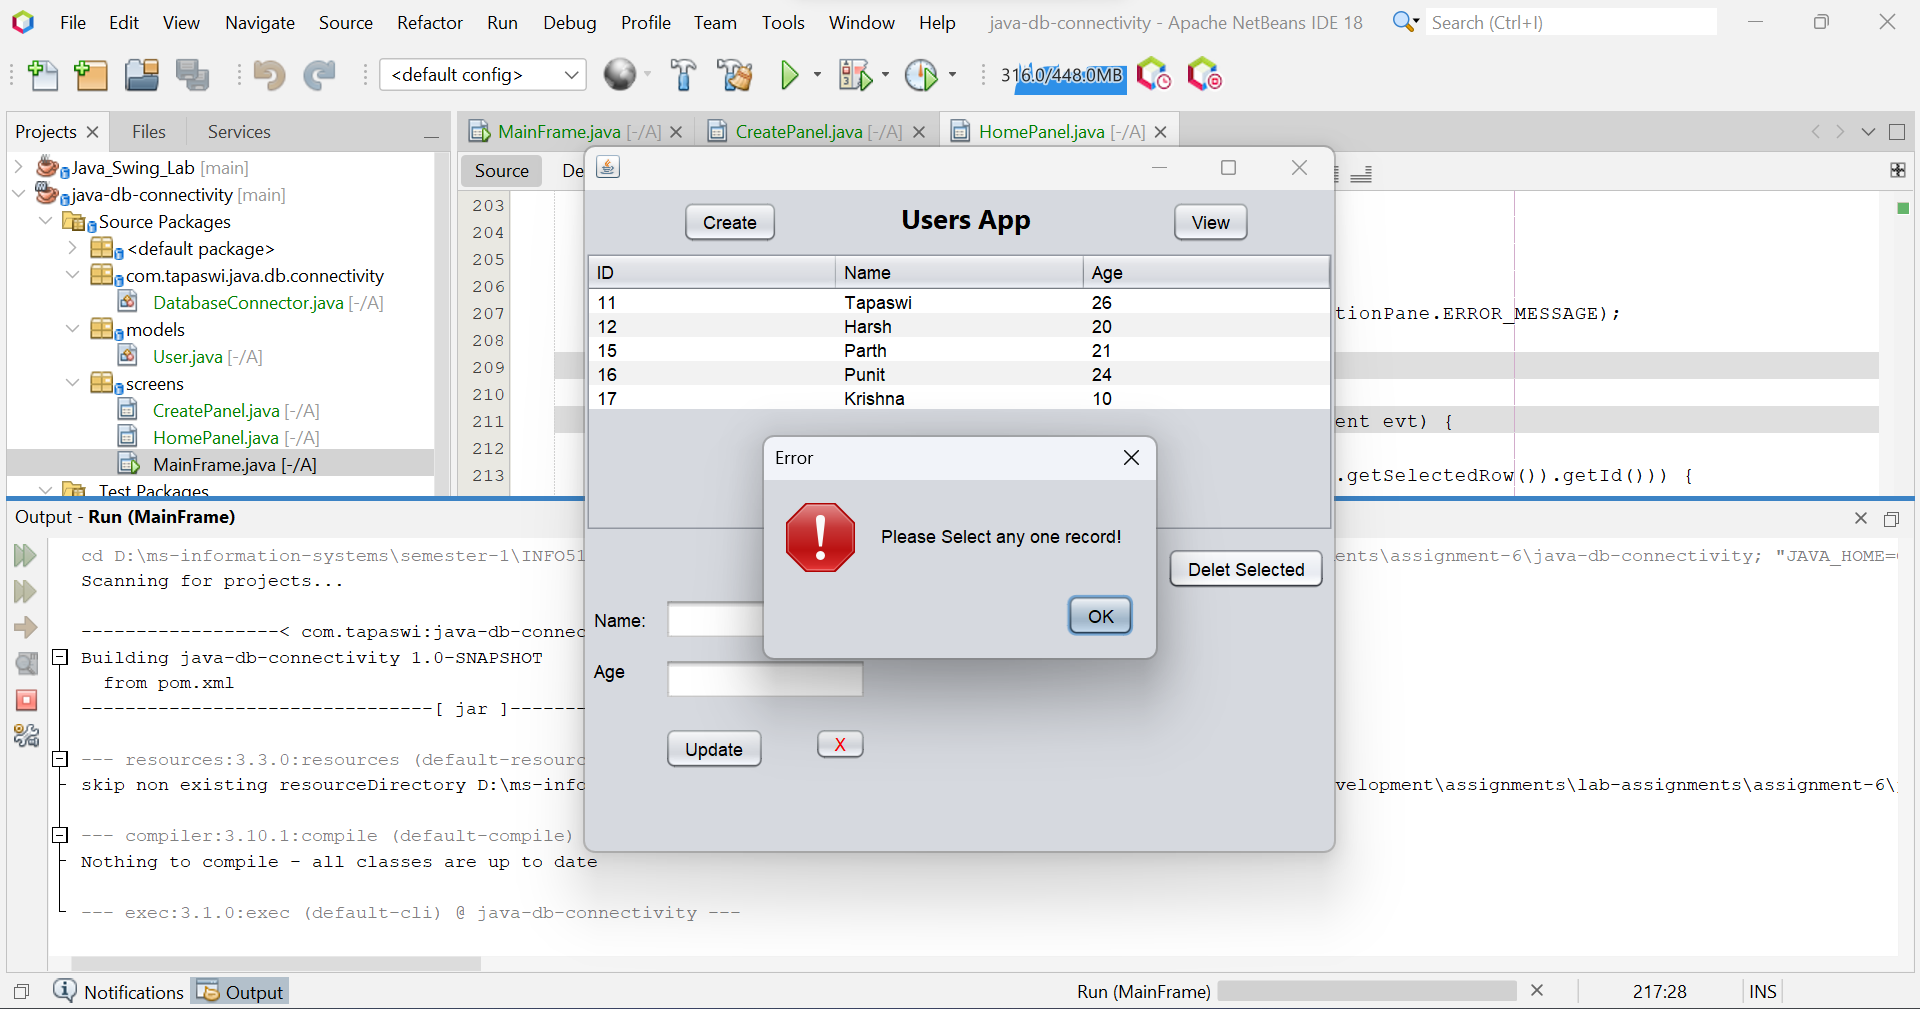 File Edit View Navigate Source Refactor Run Debug Profile Team Tools Window Help java-db-connectivity - Apache NetBeans IDE 18 Search (Ctrl+I)
<default config> 316.0/448.0MB
Projects Files Services
MainFrame.java [-/A] CreatePanel.java [-/A] HomePanel.java [-/A]
Java_Swing_Lab [main]
java-db-connectivity [main]
Source Packages
<default package>
com.tapaswi.java.db.connectivity
DatabaseConnector.java [-/A]
models
User.java [-/A]
screens
CreatePanel.java [-/A]
HomePanel.java [-/A]
MainFrame.java [-/A]
Test Packages
Source De
203
204
205
206
207 tionPane.ERROR_MESSAGE);
208
209
210
211 ent evt) {
212
213 .getSelectedRow()).getId())) {
Create Users App View
ID Name Age
11 Tapaswi 26
12 Harsh 20
15 Parth 21
16 Punit 24
17 Krishna 10
Error
Please Select any one record!
OK
Delet Selected
Name:
Age
Update X
Output - Run (MainFrame)
cd D:\ms-information-systems\semester-1\INFO51 ents\assignment-6\java-db-connectivity; "JAVA_HOME=
Scanning for projects...
------------------< com.tapaswi:java-db-connec
Building java-db-connectivity 1.0-SNAPSHOT
from pom.xml
--------------------------------[ jar ]-------
--- resources:3.3.0:resources (default-resourc
skip non existing resourceDirectory D:\ms-info velopment\assignments\lab-assignments\assignment-6\
--- compiler:3.10.1:compile (default-compile)
Nothing to compile - all classes are up to date
--- exec:3.1.0:exec (default-cli) @ java-db-connectivity ---
Notifications Output Run (MainFrame) 217:28 INS